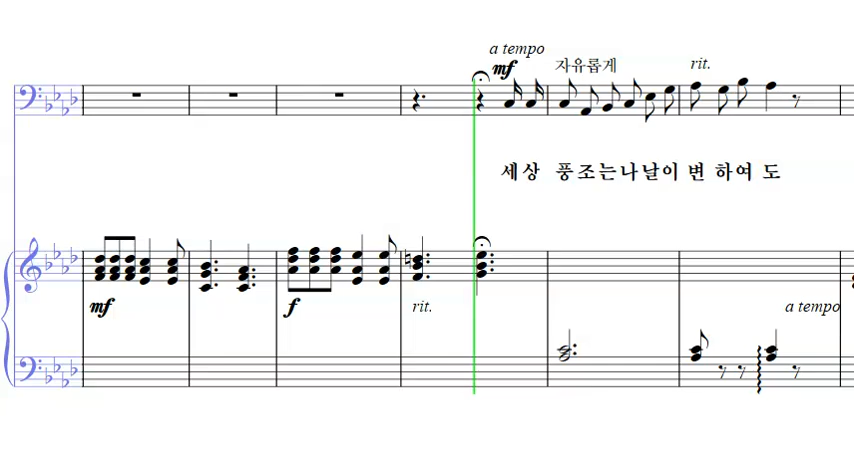 a tempo
mf
자유롭게
rit.
세상 풍조는나날이 변 하여 도
mf
f
rit.
a tempo